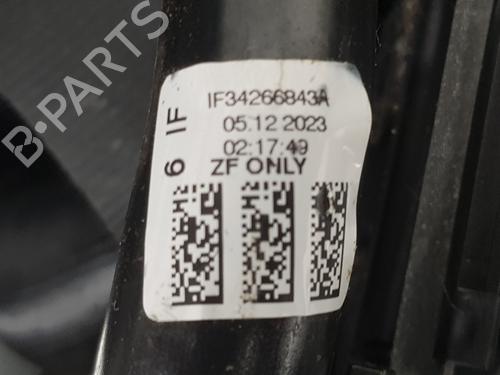 B-PARTS
IF34266843A
05.12 2023
02:17:49
ZF ONLY
6 IF
H
H